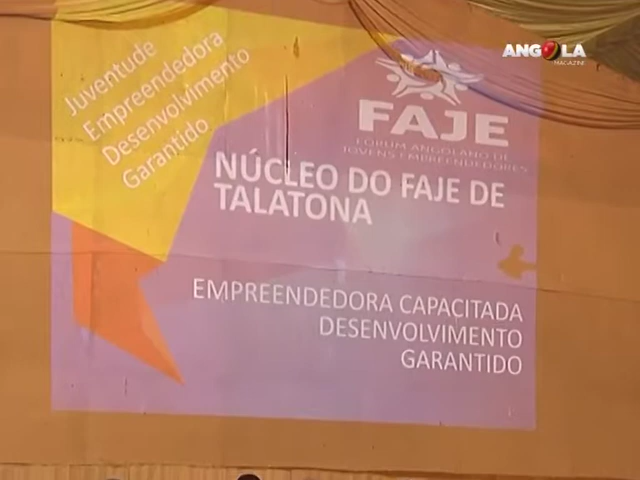 ANGOLA
MAGAZINE
Juventude
Empreendedora
Desenvolvimento
Garantido
FAJE
FÓRUM ANGOLANO DE
JOVENS EMPREENDEDORES
NÚCLEO DO FAJE DE
TALATONA
EMPREENDEDORA CAPACITADA
DESENVOLVIMENTO
GARANTIDO